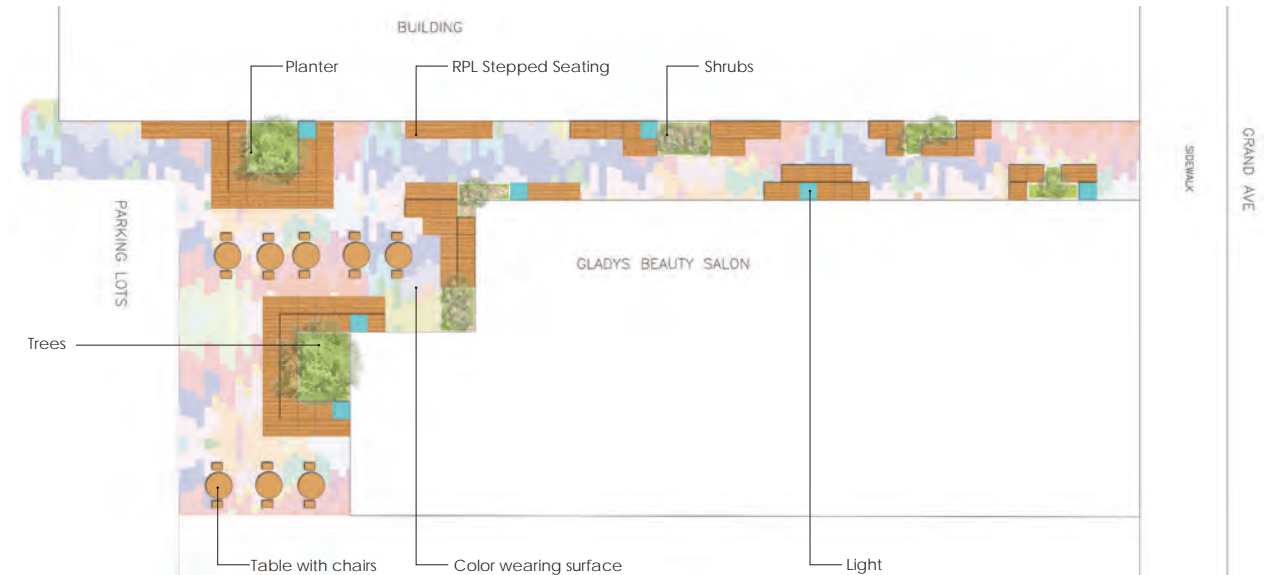 BUILDING
Planter
RPL Stepped Seating
Shrubs
GRAND AVE
SIDEWALK
PARKING LOTS
GLADYS BEAUTY SALON
Trees
Table with chairs
Color wearing surface
Light